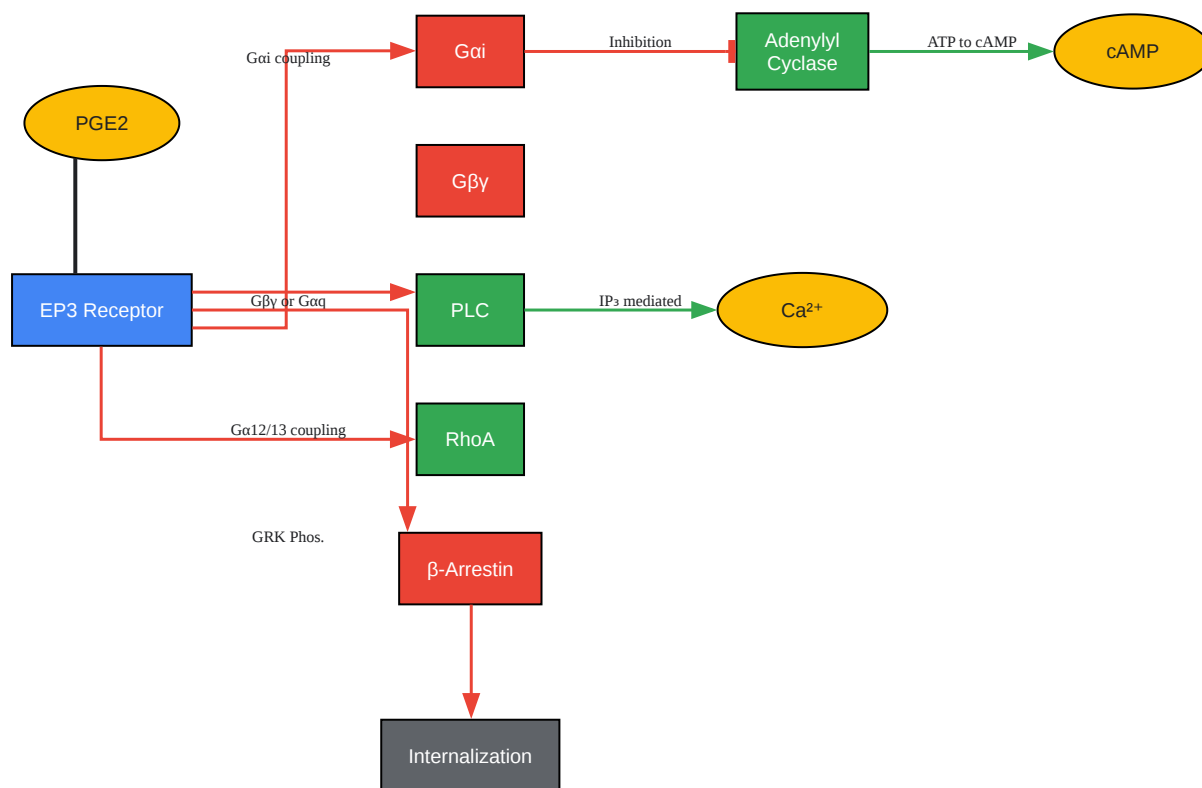 Gαi
Inhibition
Adenylyl
Cyclase
ATP to cAMP
cAMP
Gαi coupling
PGE2
Gβγ
EP3 Receptor
Gβγ or Gαq
PLC
IP₃ mediated
Ca²⁺
Gα12/13 coupling
RhoA
GRK Phos.
β-Arrestin
Internalization